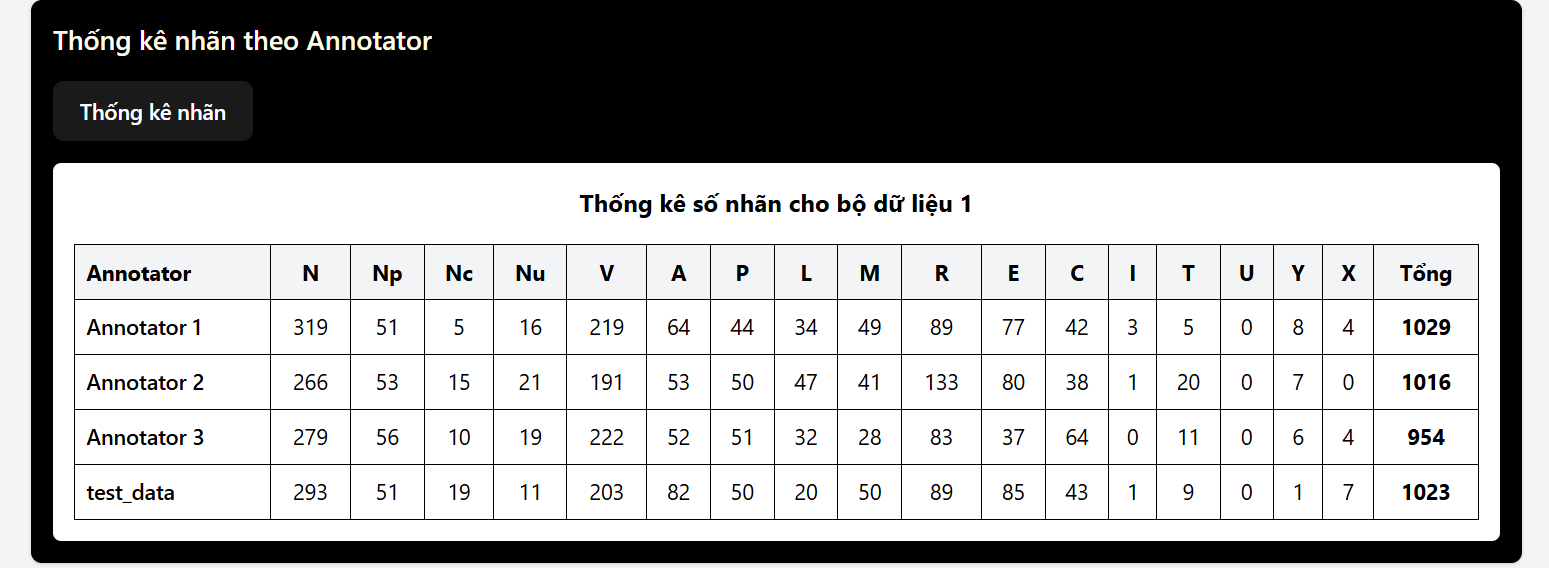 Thống kê nhãn theo Annotator
Thống kê nhãn
Thống kê số nhãn cho bộ dữ liệu 1
Annotator N Np Nc Nu V A P L M R E C I T U Y X Tổng
Annotator 1 319 51 5 16 219 64 44 34 49 89 77 42 3 5 0 8 4 1029
Annotator 2 266 53 15 21 191 53 50 47 41 133 80 38 1 20 0 7 0 1016
Annotator 3 279 56 10 19 222 52 51 32 28 83 37 64 0 11 0 6 4 954
test_data 293 51 19 11 203 82 50 20 50 89 85 43 1 9 0 1 7 1023